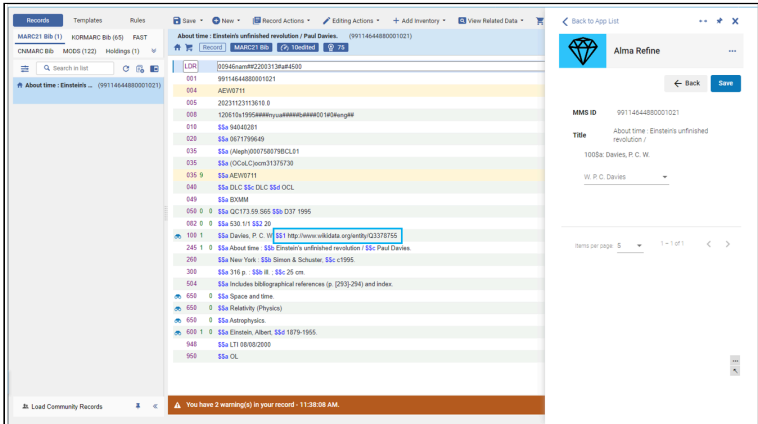 Records Templates Rules
MARC21 Bib (1) KORMARC Bib (65) FAST
CNMARC Bib MODS (122) Holdings (1)
Search in list
About time : Einstein's ... (99114644880001021)
Load Community Records
Save New Record Actions Editing Actions Add Inventory View Related Data
About time : Einstein's unfinished revolution / Paul Davies. (99114644880001021)
Record MARC21 Bib 10edited 75
LDR 00946nam##2200313#a#4500
001 99114644880001021
004 AEW0711
005 20231123113610.0
008 120610s1995####nyua#####b####001#0#eng##
010 $$a 94040281
020 $$a 0671799649
035 $$a (Aleph)000758079BCL01
035 $$a (OCoLC)ocm31375730
035 9 $$a AEW0711
040 $$a DLC $$c DLC $$d OCL
049 $$a BXMM
050 0 0 $$a QC173.59.S65 $$b D37 1995
082 0 0 $$a 530.1/1 $$2 20
100 1 $$a Davies, P. C. W. $$1 http://www.wikidata.org/entity/Q3378755
245 1 0 $$a About time : $$b Einstein's unfinished revolution / $$c Paul Davies.
260 $$a New York : $$b Simon & Schuster, $$c c1995.
300 $$a 316 p. : $$b ill. ; $$c 25 cm.
504 $$a Includes bibliographical references (p. [293]-294) and index.
650 0 $$a Space and time.
650 0 $$a Relativity (Physics)
650 0 $$a Astrophysics.
600 1 0 $$a Einstein, Albert, $$d 1879-1955.
948 $$a LTI 08/08/2000
950 $$a OL
You have 2 warning(s) in your record - 11:38:08 AM.
Back to App List
Alma Refine
Back Save
MMS ID 99114644880001021
Title About time : Einstein's unfinished revolution /
100$a: Davies, P. C. W.
W. P. C. Davies
Items per page: 5 1 – 1 of 1